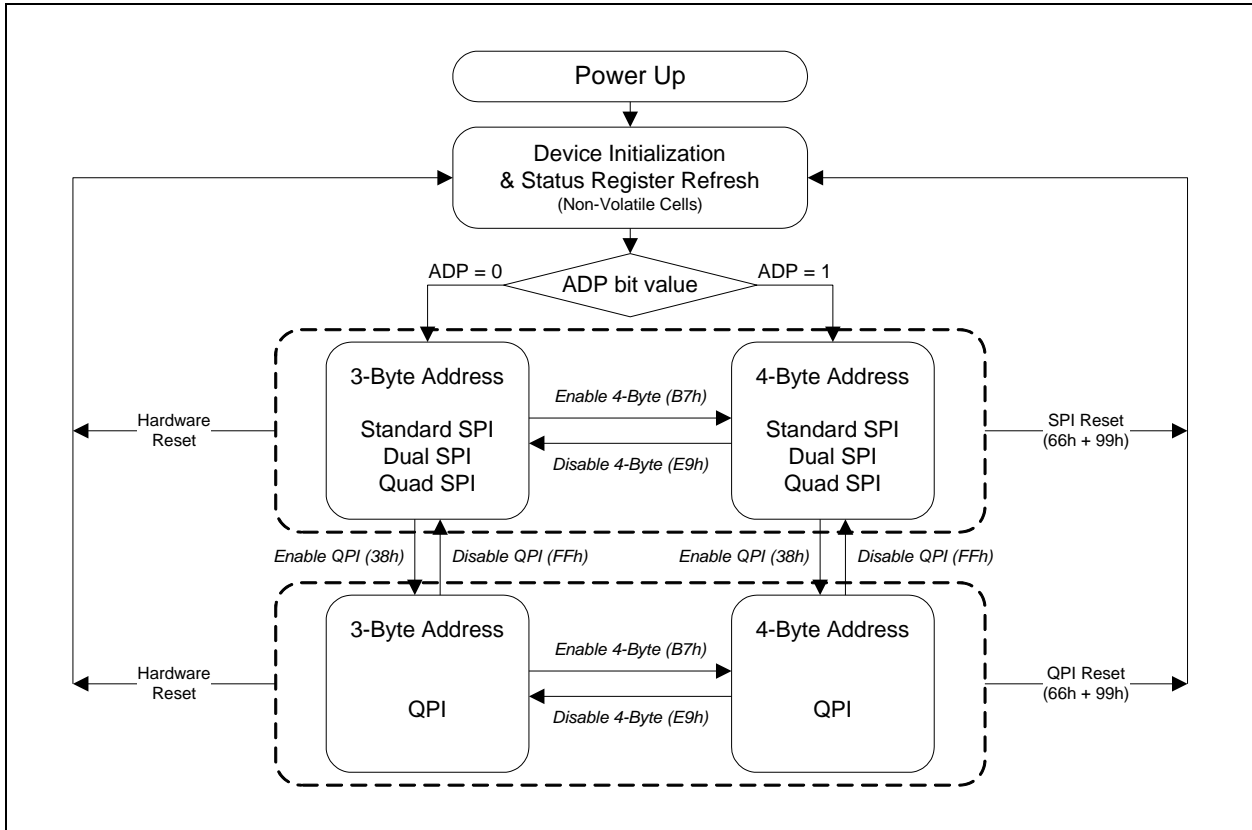 Power Up
Device Initialization
& Status Register Refresh
(Non-Volatile Cells)
ADP = 0
ADP bit value
ADP = 1
3-Byte Address
Standard SPI
Dual SPI
Quad SPI
Enable 4-Byte (B7h)
Disable 4-Byte (E9h)
4-Byte Address
Standard SPI
Dual SPI
Quad SPI
Hardware
Reset
SPI Reset
(66h + 99h)
Enable QPI (38h)
Disable QPI (FFh)
Enable QPI (38h)
Disable QPI (FFh)
3-Byte Address
QPI
Enable 4-Byte (B7h)
Disable 4-Byte (E9h)
4-Byte Address
QPI
Hardware
Reset
QPI Reset
(66h + 99h)